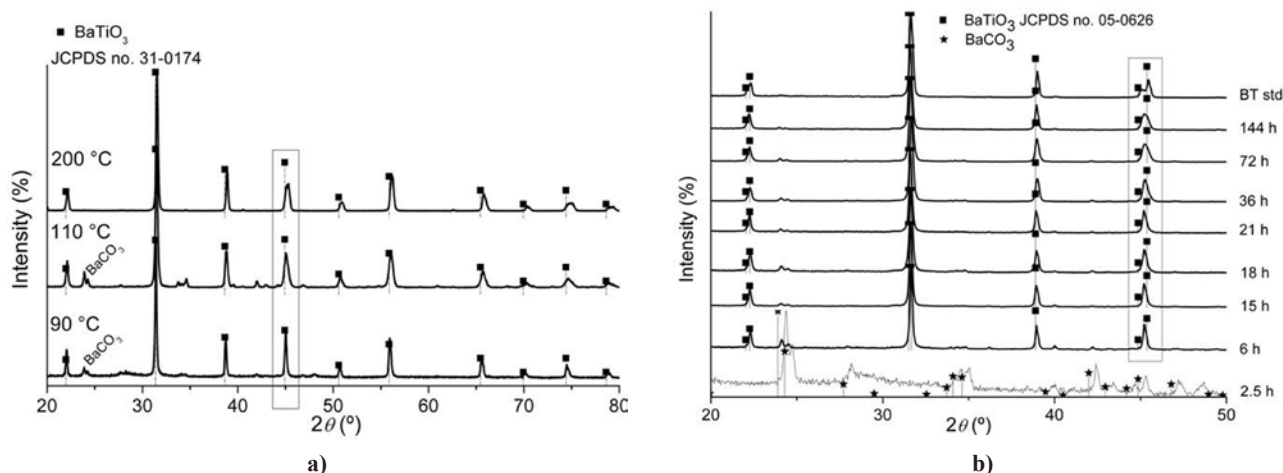 ■ BaTiO3
JCPDS no. 31-0174
200 °C
110 °C
BaCO3
90 °C
BaCO3
Intensity (%)
20 30 40 50 60 70 80
2θ (º)
a)
■ BaTiO3 JCPDS no. 05-0626
★ BaCO3
BT std
144 h
72 h
36 h
21 h
18 h
15 h
6 h
2.5 h
Intensity (%)
20 30 40 50
2θ (º)
b)